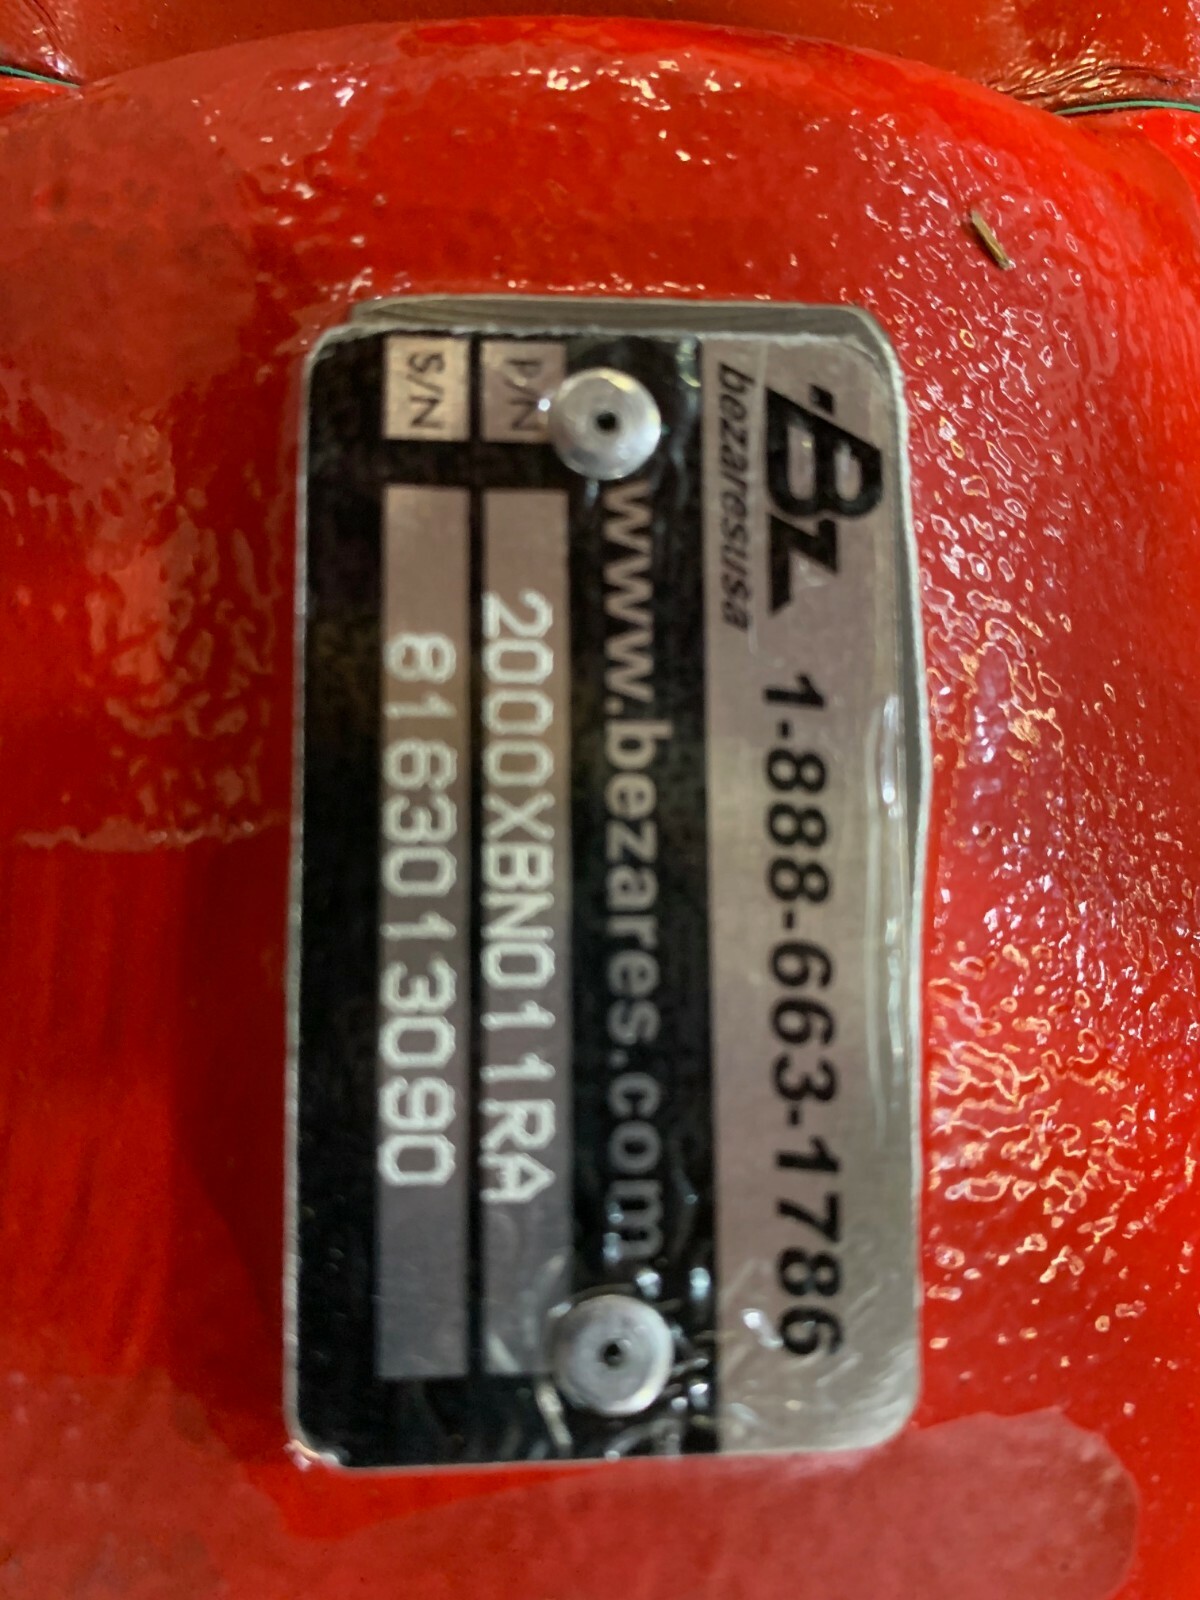 Bz
bezaresusa
1-888-663-1786
www.bezares.com
P/N 2000XBN011RA
S/N 8163013090